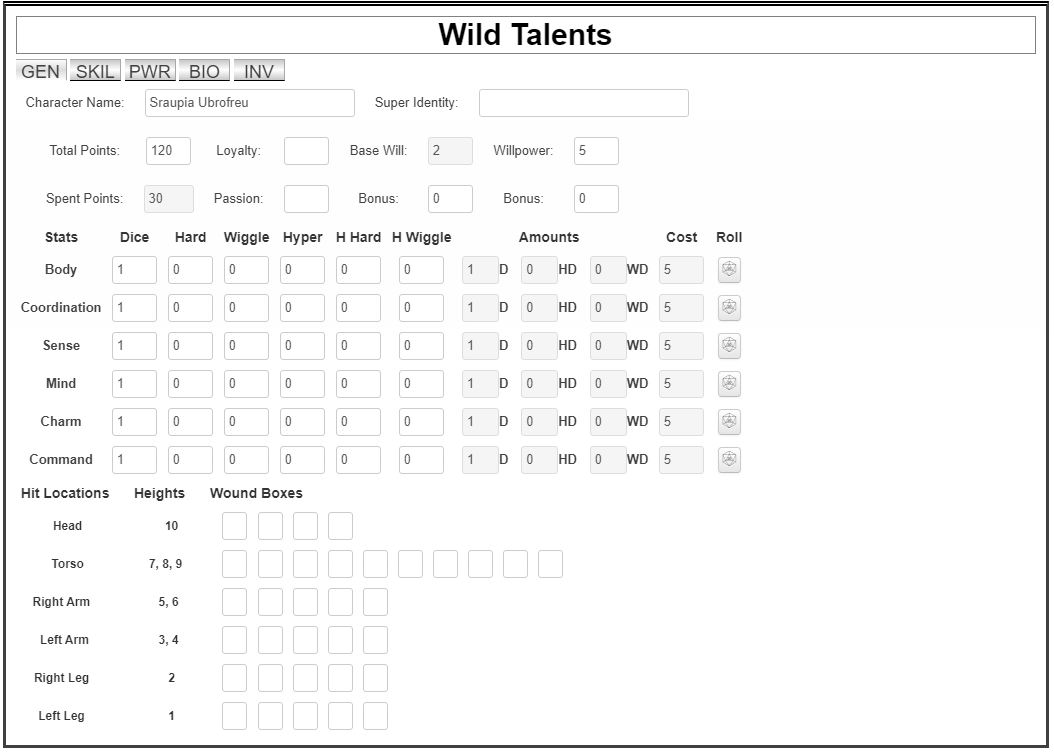 Wild Talents
GEN SKIL PWR BIO INV
Character Name: Sraupia Ubrofreu Super Identity:
Total Points: 120 Loyalty: Base Will: 2 Willpower: 5
Spent Points: 30 Passion: Bonus: 0 Bonus: 0
Stats Dice Hard Wiggle Hyper H Hard H Wiggle Amounts Cost Roll
Body 1 0 0 0 0 0 1 D 0 HD 0 WD 5
Coordination 1 0 0 0 0 0 1 D 0 HD 0 WD 5
Sense 1 0 0 0 0 0 1 D 0 HD 0 WD 5
Mind 1 0 0 0 0 0 1 D 0 HD 0 WD 5
Charm 1 0 0 0 0 0 1 D 0 HD 0 WD 5
Command 1 0 0 0 0 0 1 D 0 HD 0 WD 5
Hit Locations Heights Wound Boxes
Head 10
Torso 7, 8, 9
Right Arm 5, 6
Left Arm 3, 4
Right Leg 2
Left Leg 1